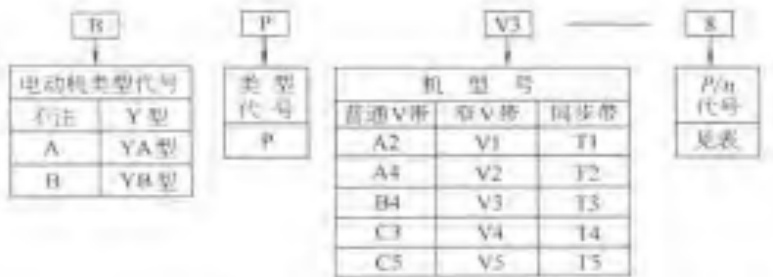 B P V3 —— 8
电动机类型代号
不注 Y型
A YA型
B YB型
类型
代号
P
机型号
普通V带 窄V带 同步带
A2 V1 T1
A4 V2 T2
B4 V3 T3
C3 V4 T4
C5 V5 T5
P/n
代号
见表